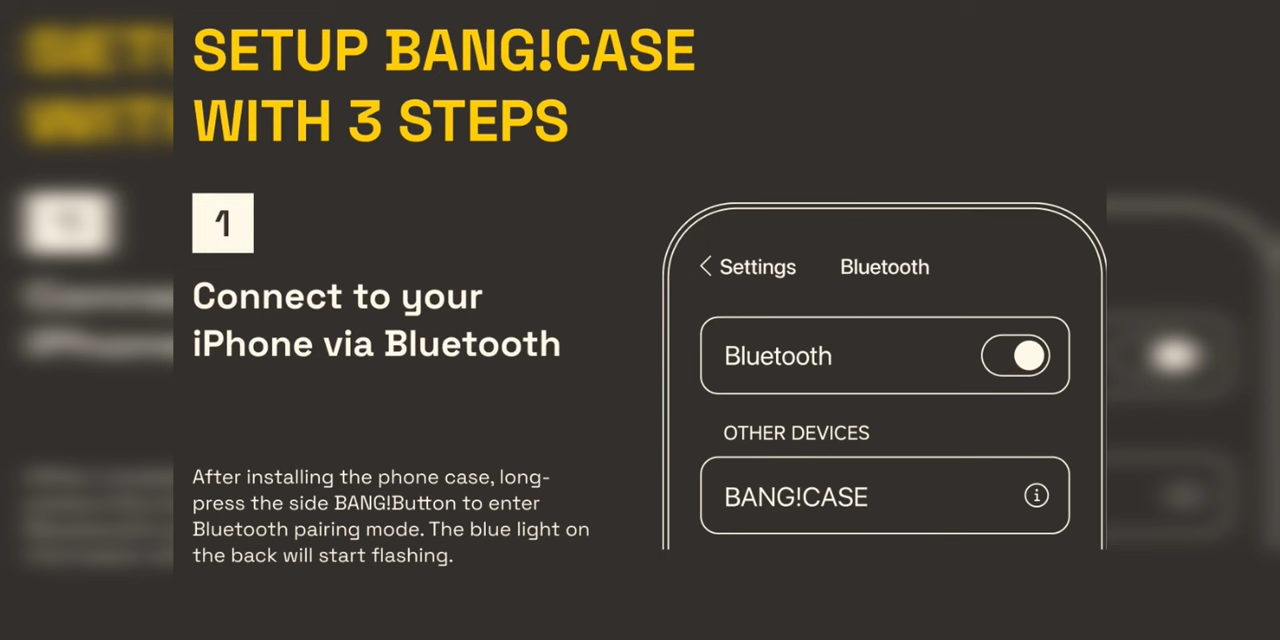 SETUP BANG!CASE
WITH 3 STEPS
1
Connect to your
iPhone via Bluetooth
After installing the phone case, long-
press the side BANG!Button to enter
Bluetooth pairing mode. The blue light on
the back will start flashing.
Settings Bluetooth
Bluetooth
OTHER DEVICES
BANG!CASE